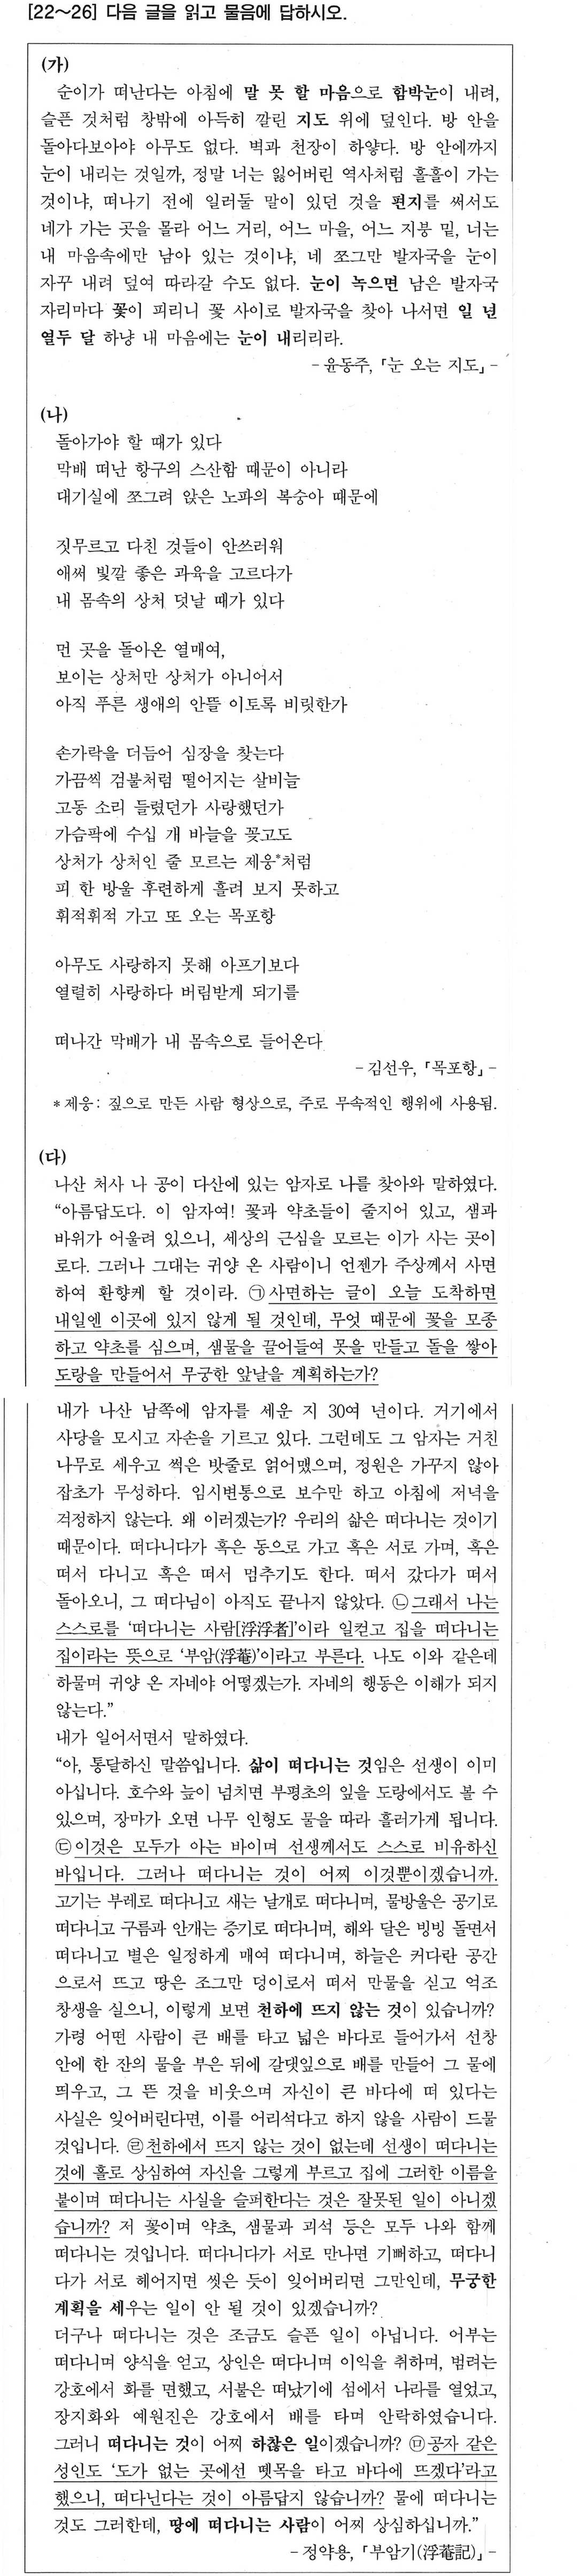 [22～26] 다음 글을 읽고 물음에 답하시오.
(가)
순이가 떠난다는 아침에 말 못 할 마음으로 함박눈이 내려,
슬픈 것처럼 창밖에 아득히 깔린 지도 위에 덮인다. 방 안을
돌아다보아야 아무도 없다. 벽과 천장이 하얗다. 방 안에까지
눈이 내리는 것일까, 정말 너는 잃어버린 역사처럼 훌훌이 가는
것이냐, 떠나기 전에 일러둘 말이 있던 것을 편지를 써서도
네가 가는 곳을 몰라 어느 거리, 어느 마을, 어느 지붕 밑, 너는
내 마음속에만 남아 있는 것이냐, 네 쪼그만 발자국을 눈이
자꾸 내려 덮여 따라갈 수도 없다. 눈이 녹으면 남은 발자국
자리마다 꽃이 피리니 꽃 사이로 발자국을 찾아 나서면 일 년
열두 달 하냥 내 마음에는 눈이 내리리라.
- 윤동주, 「눈 오는 지도」 -
(나)
돌아가야 할 때가 있다
막배 떠난 항구의 스산함 때문이 아니라
대기실에 쪼그려 앉은 노파의 복숭아 때문에
짓무르고 다친 것들이 안쓰러워
애써 빛깔 좋은 과육을 고르다가
내 몸속의 상처 덧날 때가 있다
먼 곳을 돌아온 열매여,
보이는 상처만 상처가 아니어서
아직 푸른 생애의 안뜰 이토록 비릿한가
손가락을 더듬어 심장을 찾는다
가끔씩 검불처럼 떨어지는 살비늘
고동 소리 들렸던가 사랑했던가
가슴팍에 수십 개 바늘을 꽂고도
상처가 상처인 줄 모르는 제웅*처럼
피 한 방울 후련하게 흘려 보지 못하고
휘적휘적 가고 또 오는 목포항
아무도 사랑하지 못해 아프기보다
열렬히 사랑하다 버림받게 되기를
떠나간 막배가 내 몸속으로 들어온다
- 김선우, 「목포항」 -
* 제웅: 짚으로 만든 사람 형상으로, 주로 무속적인 행위에 사용됨.
(다)
나산 처사 나 공이 다산에 있는 암자로 나를 찾아와 말하였다.
“아름답도다. 이 암자여! 꽃과 약초들이 줄지어 있고, 샘과
바위가 어울려 있으니, 세상의 근심을 모르는 이가 사는 곳이
로다. 그러나 그대는 귀양 온 사람이니 언젠가 주상께서 사면
하여 환향케 할 것이라. ㉠사면하는 글이 오늘 도착하면
내일엔 이곳에 있지 않게 될 것인데, 무엇 때문에 꽃을 모종
하고 약초를 심으며, 샘물을 끌어들여 못을 만들고 돌을 쌓아
도랑을 만들어서 무궁한 앞날을 계획하는가?
내가 나산 남쪽에 암자를 세운 지 30여 년이다. 거기에서
사당을 모시고 자손을 기르고 있다. 그런데도 그 암자는 거친
나무로 세우고 썩은 밧줄로 얽어맸으며, 정원은 가꾸지 않아
잡초가 무성하다. 임시변통으로 보수만 하고 아침에 저녁을
걱정하지 않는다. 왜 이러겠는가? 우리의 삶은 떠다니는 것이기
때문이다. 떠다니다가 혹은 동으로 가고 혹은 서로 가며, 혹은
떠서 다니고 혹은 떠서 멈추기도 한다. 떠서 갔다가 떠서
돌아오니, 그 떠다님이 아직도 끝나지 않았다. ㉡그래서 나는
스스로를 ‘떠다니는 사람[浮浮者]’이라 일컫고 집을 떠다니는
집이라는 뜻으로 ‘부암(浮菴)’이라고 부른다. 나도 이와 같은데
하물며 귀양 온 자네야 어떻겠는가. 자네의 행동은 이해가 되지
않는다.”
내가 일어서면서 말하였다.
“아, 통달하신 말씀입니다. 삶이 떠다니는 것임은 선생이 이미
아십니다. 호수와 늪이 넘치면 부평초의 잎을 도랑에서도 볼 수
있으며, 장마가 오면 나무 인형도 물을 따라 흘러가게 됩니다.
㉢이것은 모두가 아는 바이며 선생께서도 스스로 비유하신
바입니다. 그러나 떠다니는 것이 어찌 이것뿐이겠습니까.
고기는 부레로 떠다니고 새는 날개로 떠다니며, 물방울은 공기로
떠다니고 구름과 안개는 증기로 떠다니며, 해와 달은 빙빙 돌면서
떠다니고 별은 일정하게 매여 떠다니며, 하늘은 커다란 공간
으로서 뜨고 땅은 조그만 덩이로서 떠서 만물을 싣고 억조
창생을 실으니, 이렇게 보면 천하에 뜨지 않는 것이 있습니까?
가령 어떤 사람이 큰 배를 타고 넓은 바다로 들어가서 선창
안에 한 잔의 물을 부은 뒤에 갈댓잎으로 배를 만들어 그 물에
띄우고, 그 뜬 것을 비웃으며 자신이 큰 바다에 떠 있다는
사실은 잊어버린다면, 이를 어리석다고 하지 않을 사람이 드물
것입니다. ㉣천하에서 뜨지 않는 것이 없는데 선생이 떠다니는
것에 홀로 상심하여 자신을 그렇게 부르고 집에 그러한 이름을
붙이며 떠다니는 사실을 슬퍼한다는 것은 잘못된 일이 아니겠
습니까? 저 꽃이며 약초, 샘물과 괴석 등은 모두 나와 함께
떠다니는 것입니다. 떠다니다가 서로 만나면 기뻐하고, 떠다니
다가 서로 헤어지면 씻은 듯이 잊어버리면 그만인데, 무궁한
계획을 세우는 일이 안 될 것이 있겠습니까?
더구나 떠다니는 것은 조금도 슬픈 일이 아닙니다. 어부는
떠다니며 양식을 얻고, 상인은 떠다니며 이익을 취하며, 범려는
강호에서 화를 면했고, 서불은 떠났기에 섬에서 나라를 열었고,
장지화와 예원진은 강호에서 배를 타며 안락하였습니다.
그러니 떠다니는 것이 어찌 하찮은 일이겠습니까? ㉤공자 같은
성인도 ‘도가 없는 곳에선 뗏목을 타고 바다에 뜨겠다’라고
했으니, 떠다닌다는 것이 아름답지 않습니까? 물에 떠다니는
것도 그러한데, 땅에 떠다니는 사람이 어찌 상심하십니까.”
- 정약용, 「부암기(浮菴記)」 -